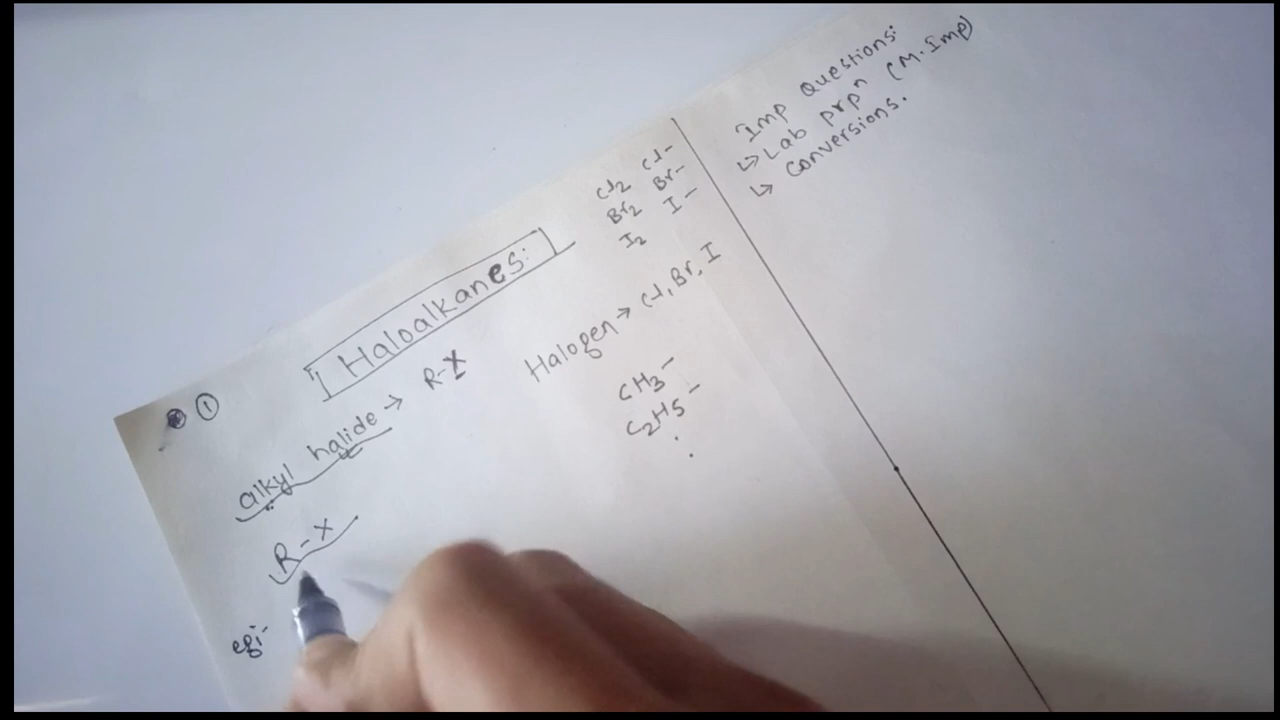 ① Haloalkanes:
alkyl halide → R-X
R-X
eg:-
Cl2 Cl-
Br2 Br-
I2 I-
Halogen → Cl, Br, I
CH3-
C2H5-
.
.
Imp Questions:
↳ Lab prpⁿ (M.Imp)
↳ Conversions.